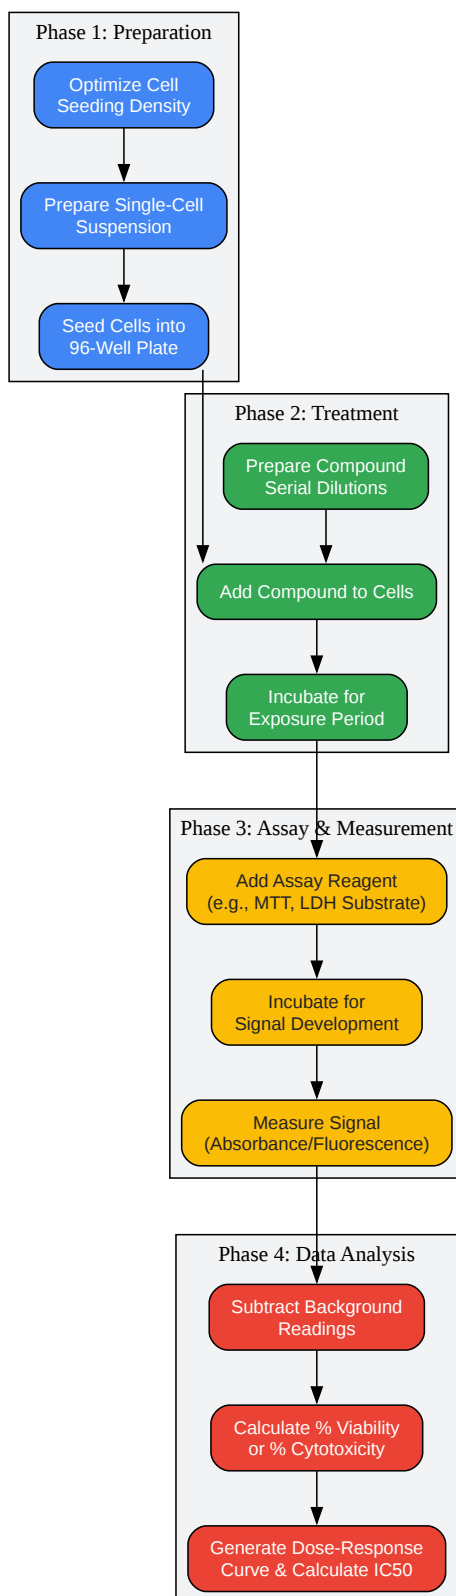 Phase 1: Preparation
Optimize Cell
Seeding Density
Prepare Single-Cell
Suspension
Seed Cells into
96-Well Plate
Phase 2: Treatment
Prepare Compound
Serial Dilutions
Add Compound to Cells
Incubate for
Exposure Period
Phase 3: Assay & Measurement
Add Assay Reagent
(e.g., MTT, LDH Substrate)
Incubate for
Signal Development
Measure Signal
(Absorbance/Fluorescence)
Phase 4: Data Analysis
Subtract Background
Readings
Calculate % Viability
or % Cytotoxicity
Generate Dose-Response
Curve & Calculate IC50